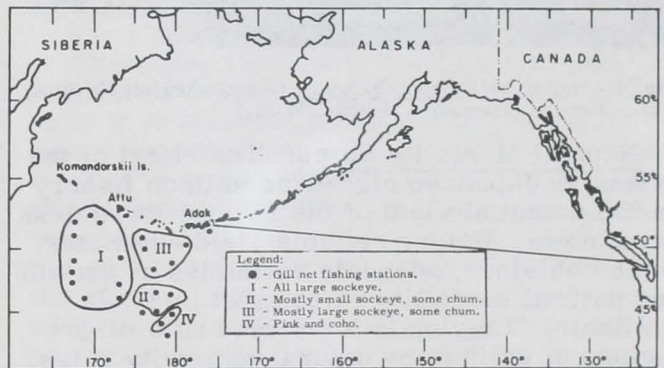 SIBERIA
ALASKA
CANADA
60°
Komandorski Is.
55°
Attu
Adak
50°
I
III
Legend:
• - Gill net fishing stations.
I - All large sockeye.
II - Mostly small sockeye, some chum.
III - Mostly large sockeye, some chum.
IV - Pink and coho.
II
IV
45°
170° 180° 170° 160° 150° 140° 130°